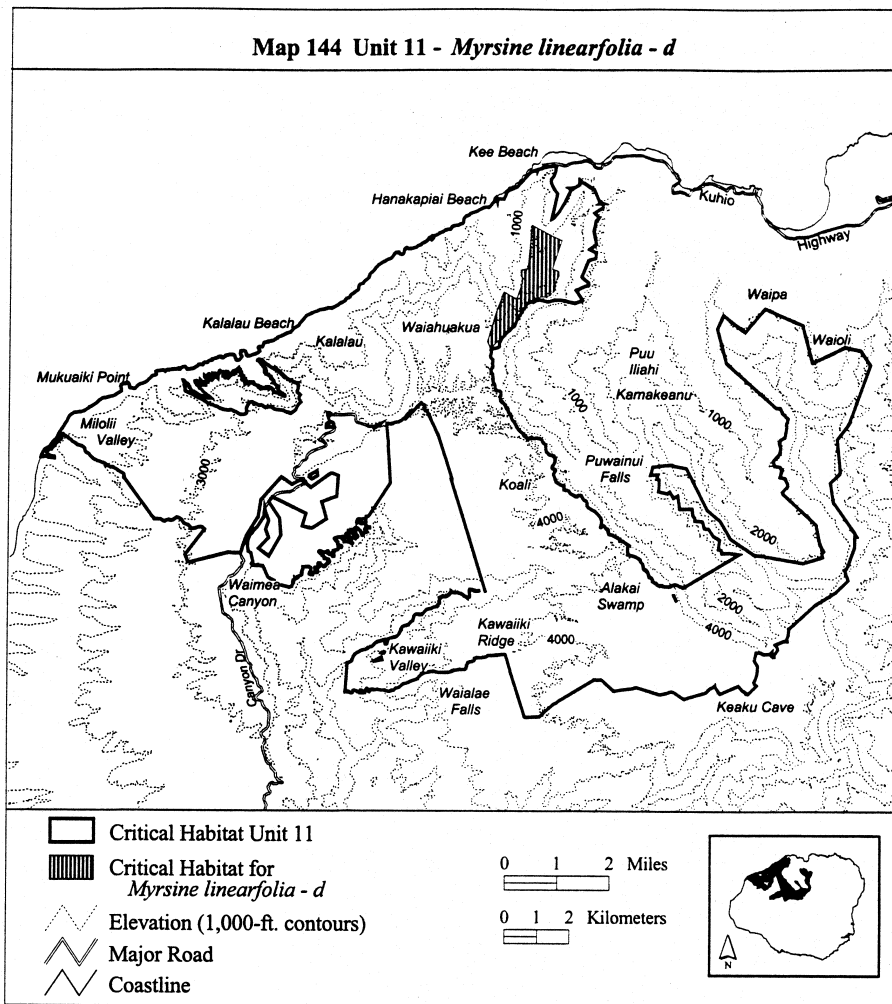 Map 144 Unit 11 - Myrsine linearfolia - d
Kee Beach
Hanakapiai Beach
Kuhio
Highway
1000
Waipa
Kalalau Beach
Waiahuakua
Kalalau
Waioli
Puu
Iliahi
Mukuaiki Point
Kamakeanu
1000
1000
Milolii
Valley
3000
Puwainui
Falls
Koali
4000
2000
Waimea
Canyon
Alakai
Swamp
2000
Kawaiiki
Ridge
4000
4000
Kawaiiki
Valley
Canyon Dr
Waialae
Falls
Keaku Cave
Critical Habitat Unit 11
Critical Habitat for
Myrsine linearfolia - d
Elevation (1,000-ft. contours)
Major Road
Coastline
0 1 2 Miles
0 1 2 Kilometers
N